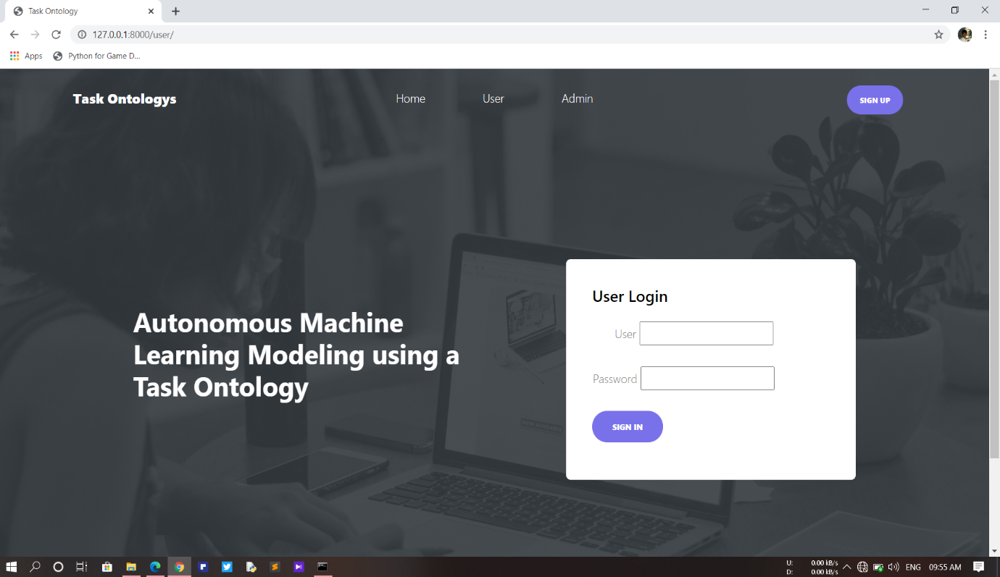 Task Ontology
127.0.0.1:8000/user/
Apps Python for Game D...
Task Ontologys Home User Admin SIGN UP
User Login
Autonomous Machine
Learning Modeling using a
Task Ontology
User
Password
SIGN IN
U: 0.00 kB/s
D: 0.00 kB/s
ENG 09:55 AM